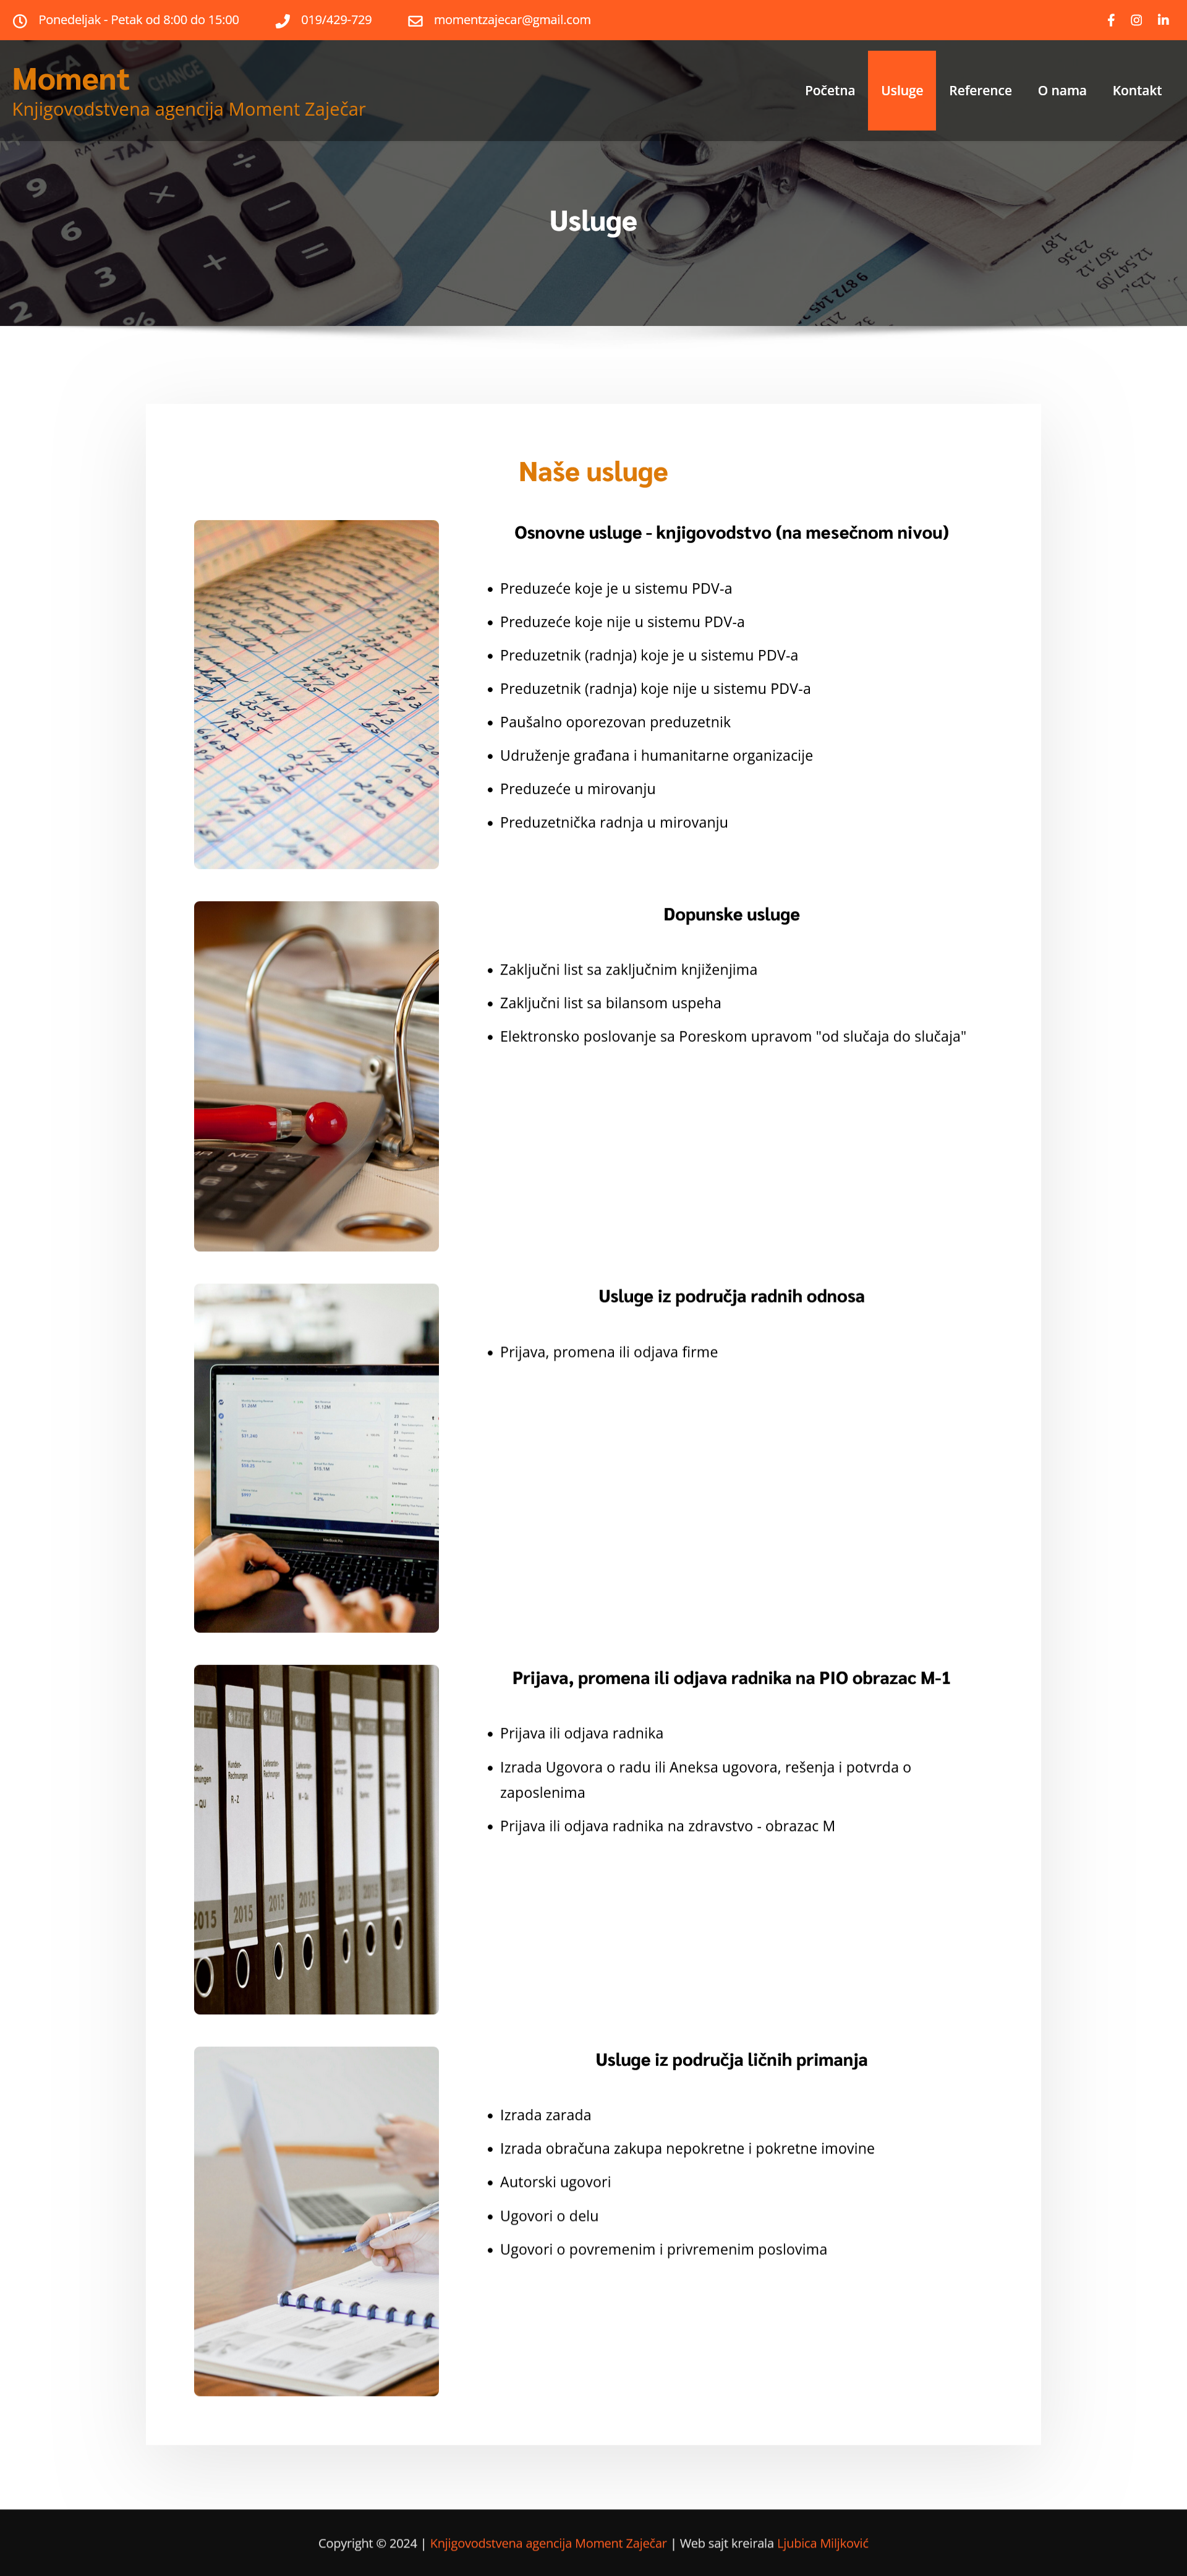 Ponedeljak - Petak od 8:00 do 15:00
019/429-729
momentzajecar@gmail.com
Moment
Knjigovodstvena agencija Moment Zaječar
Početna
Usluge
Reference
O nama
Kontakt
Usluge
Naše usluge
Osnovne usluge - knjigovodstvo (na mesečnom nivou)
• Preduzeće koje je u sistemu PDV-a
• Preduzeće koje nije u sistemu PDV-a
• Preduzetnik (radnja) koje je u sistemu PDV-a
• Preduzetnik (radnja) koje nije u sistemu PDV-a
• Paušalno oporezovan preduzetnik
• Udruženje građana i humanitarne organizacije
• Preduzeće u mirovanju
• Preduzetnička radnja u mirovanju
Dopunske usluge
• Zaključni list sa zaključnim knjiženjima
• Zaključni list sa bilansom uspeha
• Elektronsko poslovanje sa Poreskom upravom "od slučaja do slučaja"
Usluge iz područja radnih odnosa
• Prijava, promena ili odjava firme
Prijava, promena ili odjava radnika na PIO obrazac M-1
• Prijava ili odjava radnika
• Izrada Ugovora o radu ili Aneksa ugovora, rešenja i potvrda o
zaposlenima
• Prijava ili odjava radnika na zdravstvo - obrazac M
Usluge iz područja ličnih primanja
• Izrada zarada
• Izrada obračuna zakupa nepokretne i pokretne imovine
• Autorski ugovori
• Ugovori o delu
• Ugovori o povremenim i privremenim poslovima
Copyright © 2024 | Knjigovodstvena agencija Moment Zaječar | Web sajt kreirala Ljubica Miljković